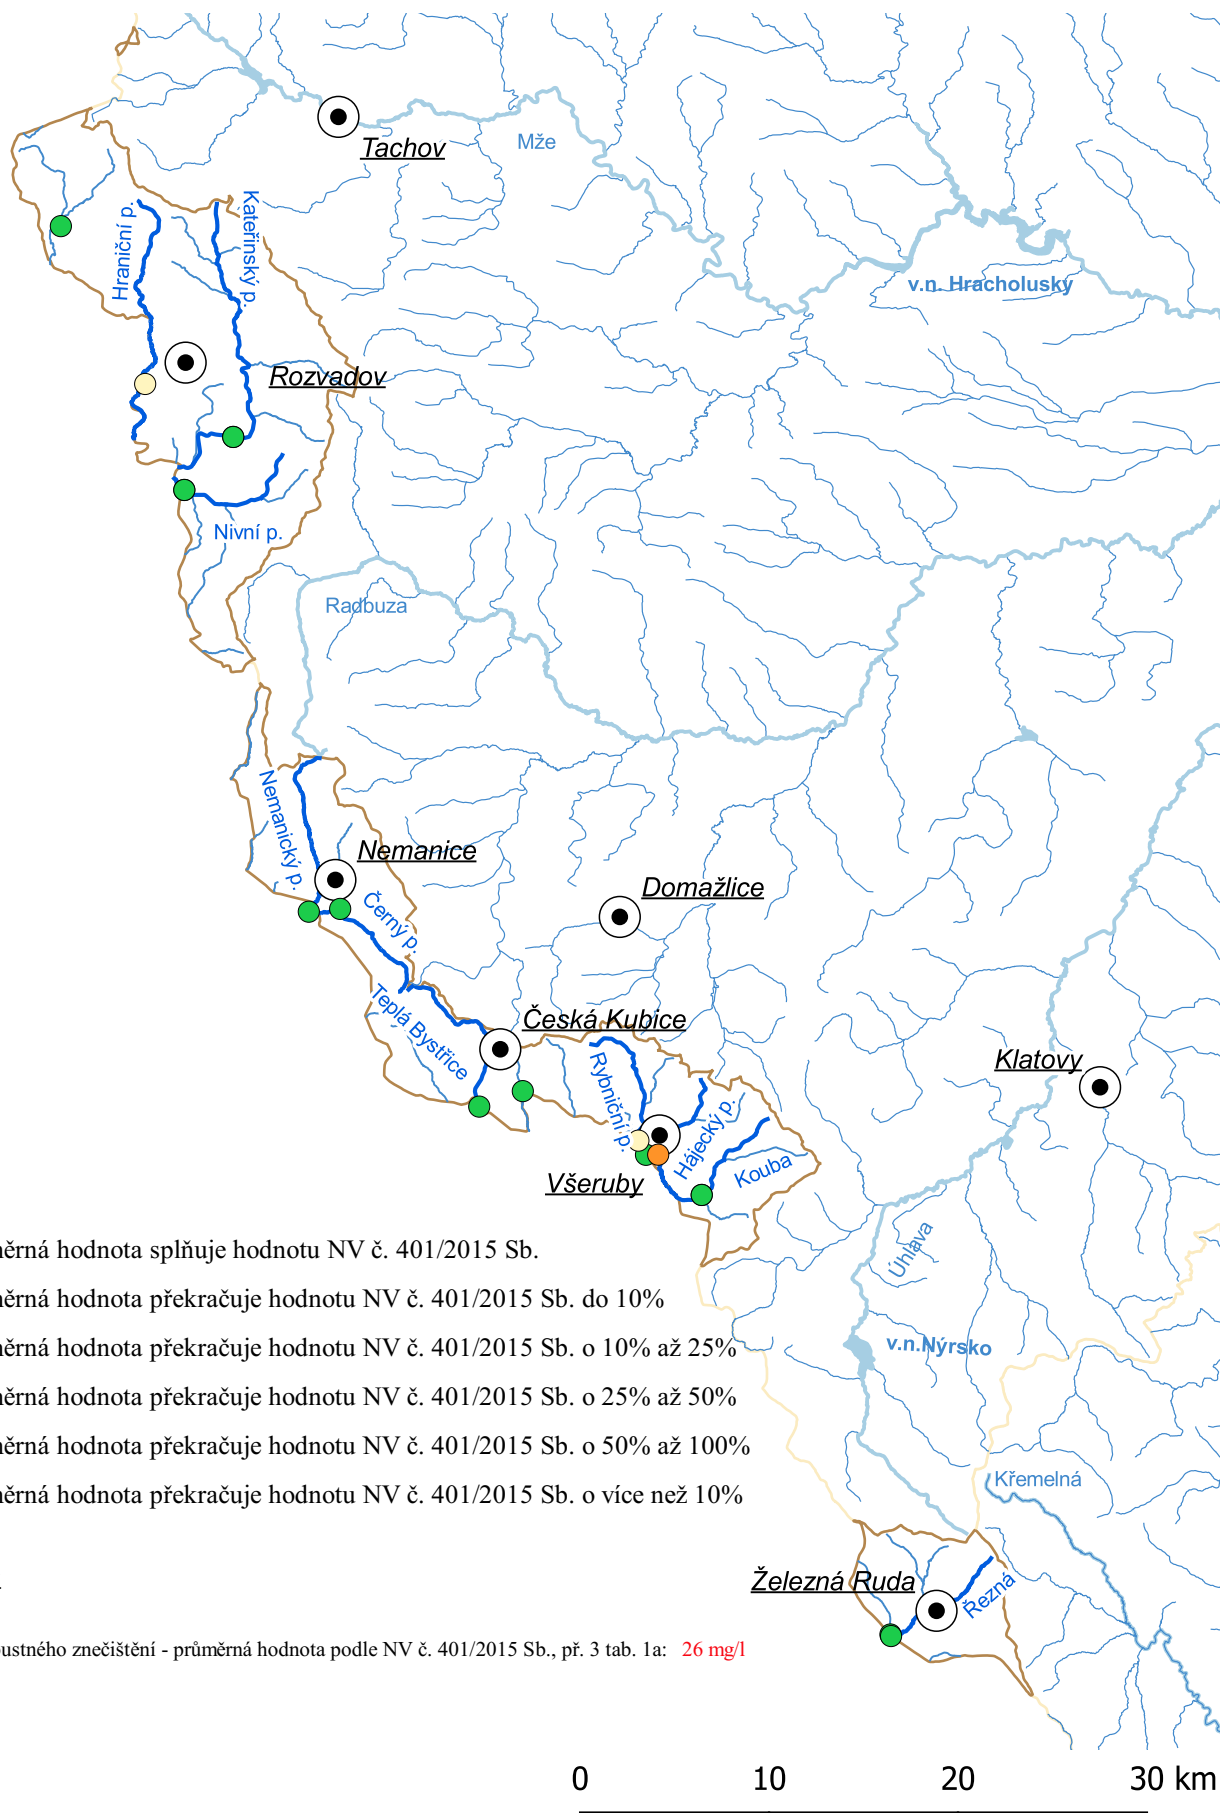 Tachov
Mže
Kateřinský p.
Hraniční p.
v.n. Hracholusky
Rozvadov
Nivní p.
Radbuza
Nemanický p.
Nemanice
Domažlice
Černý p.
Teplá Bystřice
Česká Kubice
Klatovy
Rybniční p.
Hájecký p.
Kouba
Všeruby
Úhlava
ěrná hodnota splňuje hodnotu NV č. 401/2015 Sb.
ěrná hodnota překračuje hodnotu NV č. 401/2015 Sb. do 10%
ěrná hodnota překračuje hodnotu NV č. 401/2015 Sb. o 10% až 25%
v.n.Nýrsko
ěrná hodnota překračuje hodnotu NV č. 401/2015 Sb. o 25% až 50%
ěrná hodnota překračuje hodnotu NV č. 401/2015 Sb. o 50% až 100%
Křemelná
ěrná hodnota překračuje hodnotu NV č. 401/2015 Sb. o více než 10%
Železná Ruda
Řezná
oustného znečištění - průměrná hodnota podle NV č. 401/2015 Sb., př. 3 tab. 1a: 26 mg/l
0 10 20 30 km